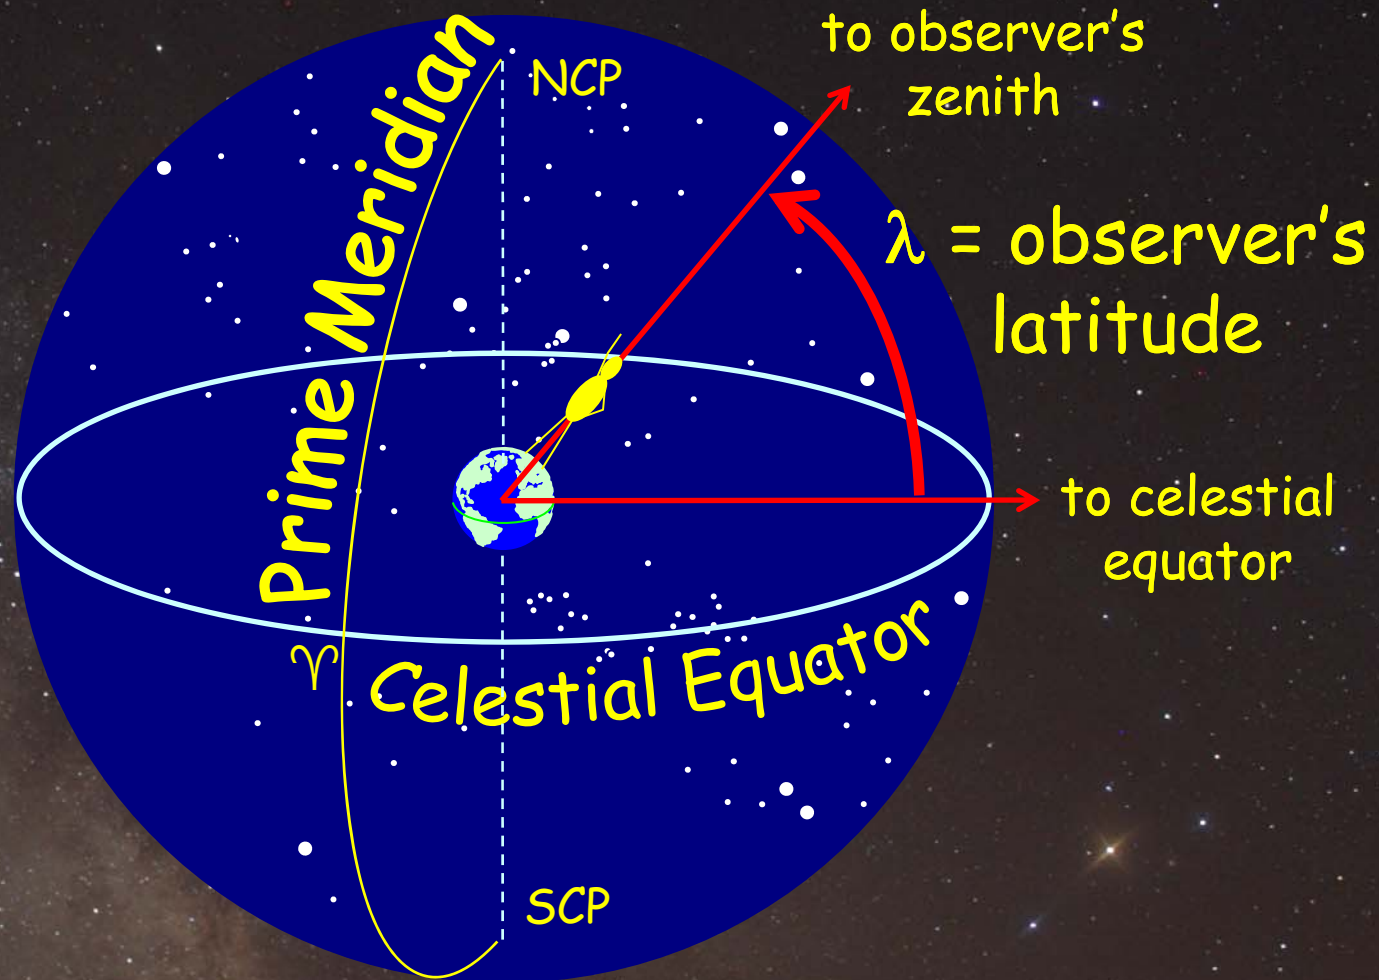 to observer's
zenith
NCP
Prime Meridian
λ = observer's
latitude
to celestial
equator
♈
Celestial Equator
SCP